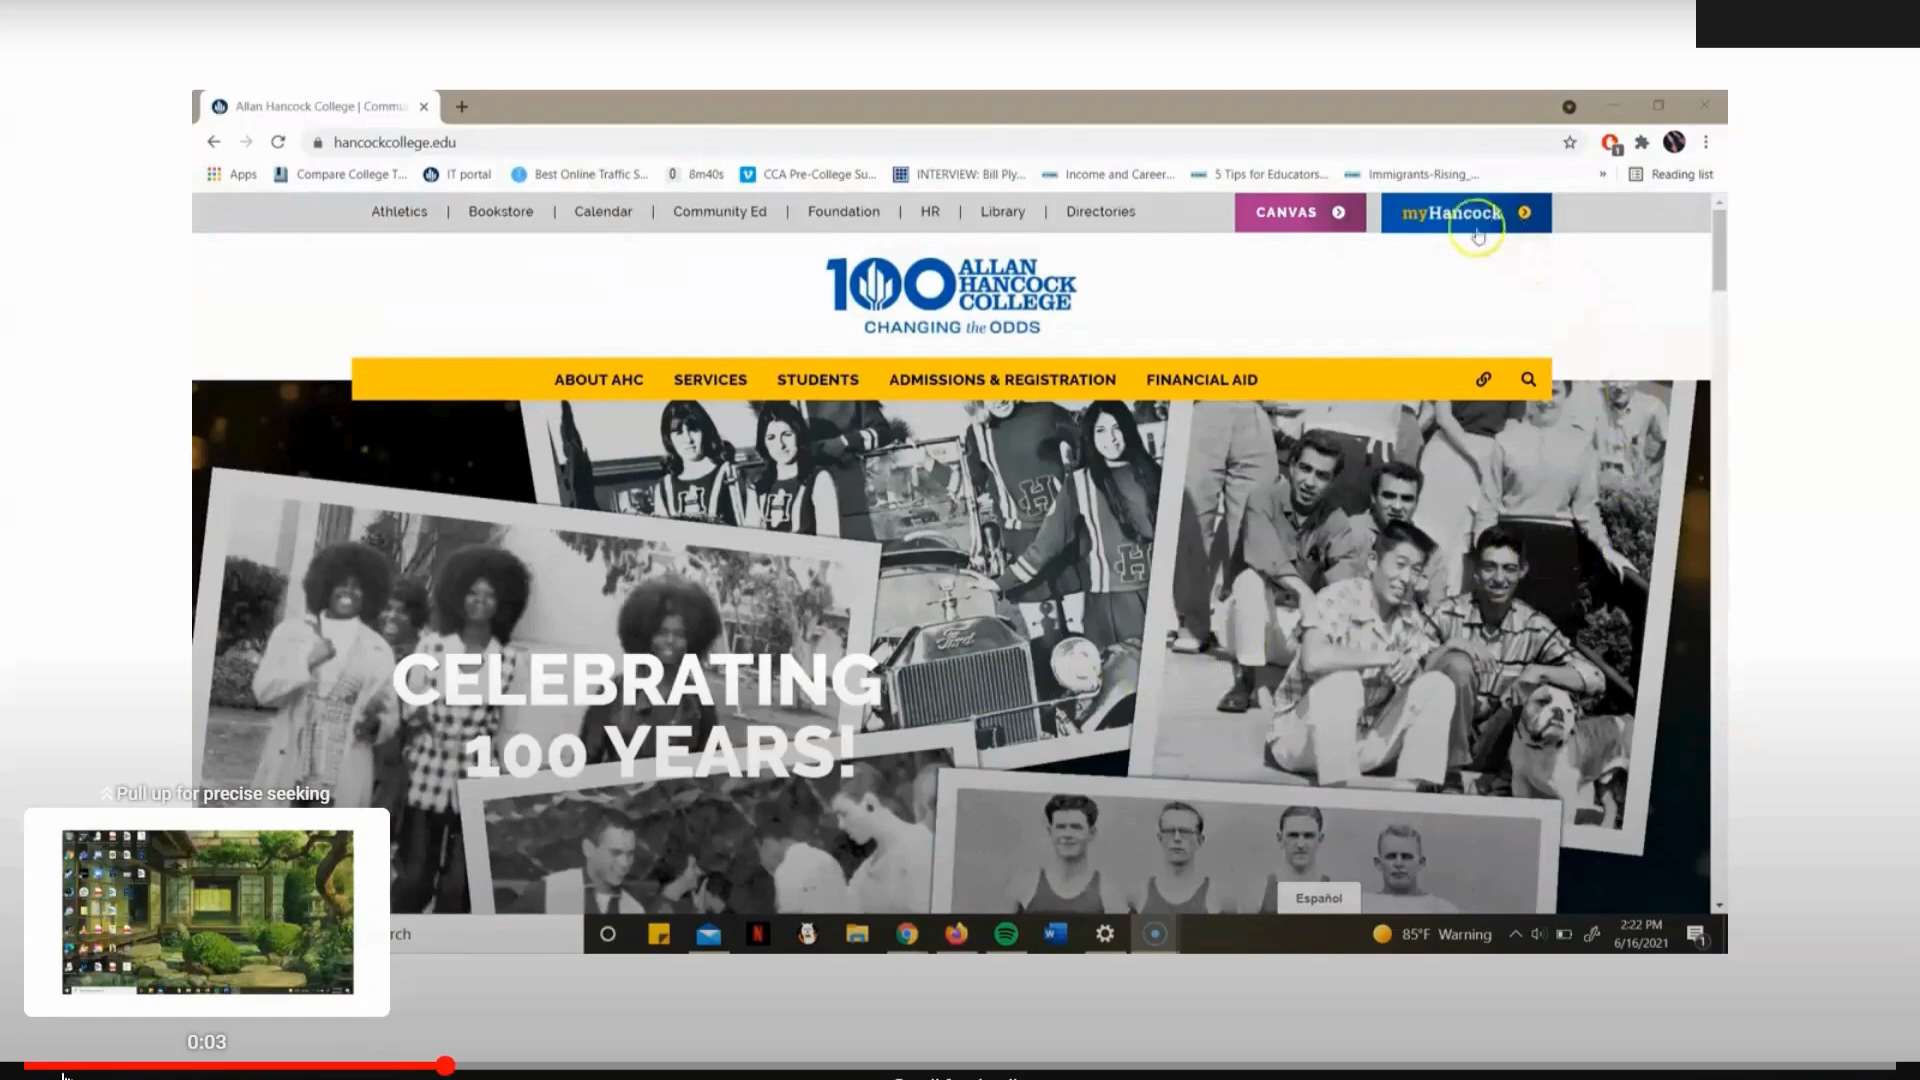 Allan Hancock College | Commu
hancockcollege.edu
Apps Compare College T... IT portal Best Online Traffic S... 8m40s CCA Pre-College Su... INTERVIEW: Bill Ply... Income and Career... 5 Tips for Educators... Immigrants-Rising_... » Reading list
Athletics | Bookstore | Calendar | Community Ed | Foundation | HR | Library | Directories
CANVAS
myHancock
100 ALLAN
HANCOCK
COLLEGE
CHANGING the ODDS
ABOUT AHC SERVICES STUDENTS ADMISSIONS & REGISTRATION FINANCIAL AID
H H H H
Ford
CELEBRATING
100 YEARS!
Pull up for precise seeking
Español
rch
85°F Warning
2:22 PM
6/16/2021
1
0:03